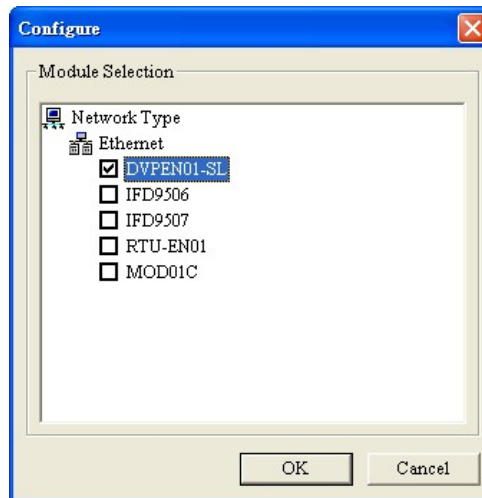 Configure
Module Selection
Network Type
Ethernet
DVPEN01-SL
IFD9506
IFD9507
RTU-EN01
MOD01C
OK
Cancel